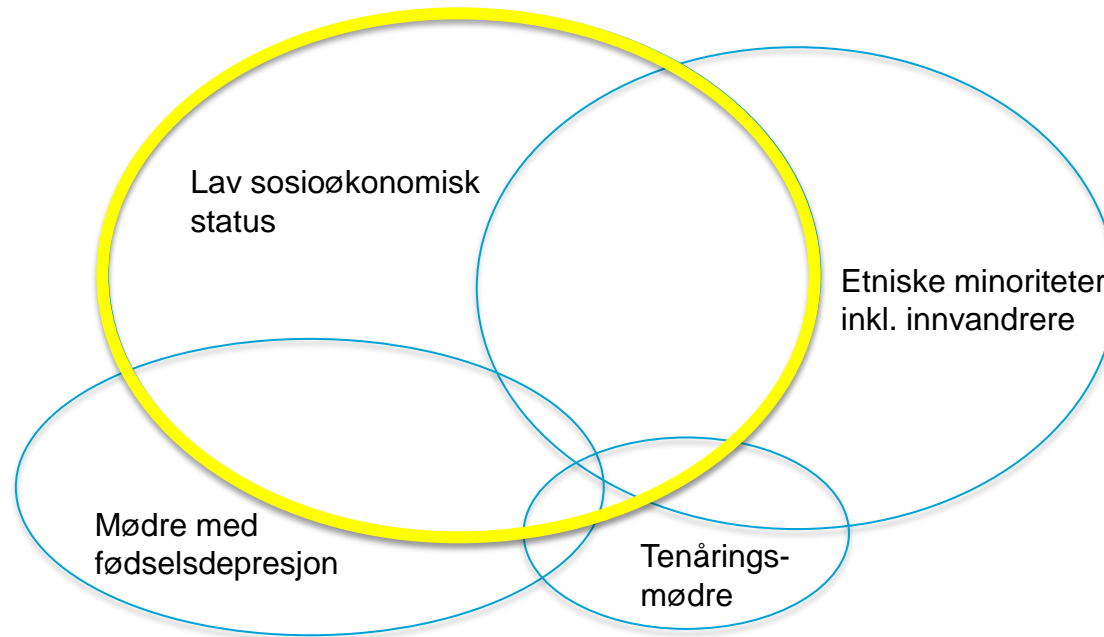 Lav sosioøkonomisk
status
Etniske minoriteter
inkl. innvandrere
Mødre med
fødselsdepresjon
Tenårings-
mødre